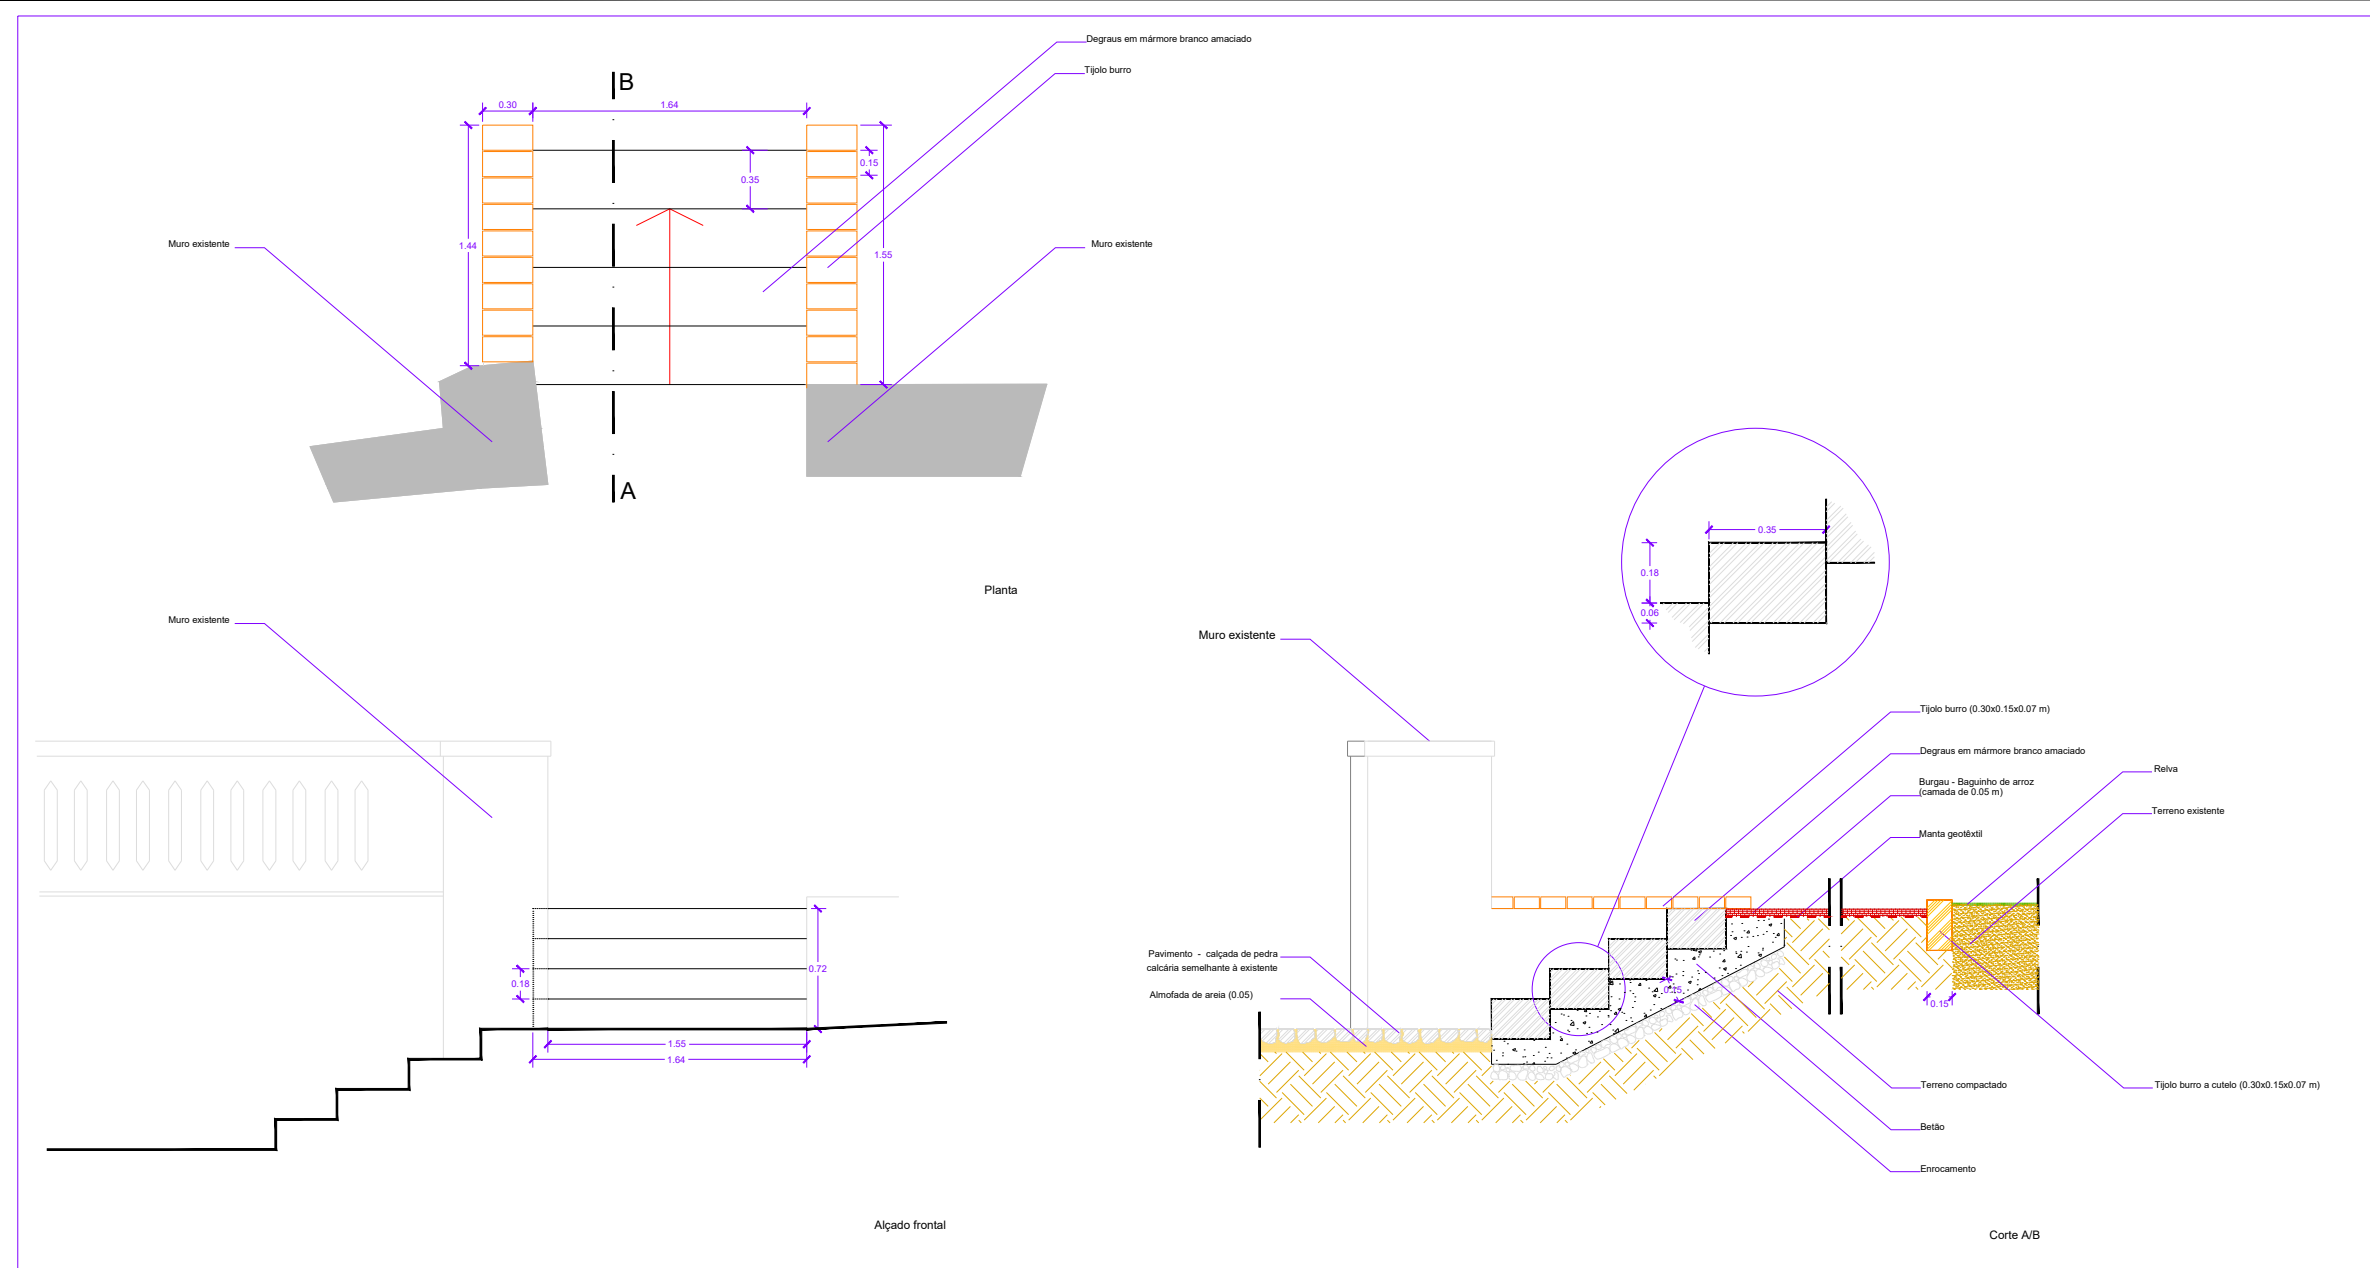 Degraus em mármore branco amaciado
Tijolo burro
B
0.30
1.64
0.15
0.35
Muro existente
1.44
Muro existente
1.55
A
Planta
0.35
0.18
0.06
Muro existente
Muro existente
Tijolo burro (0.30x0.15x0.07 m)
Degraus em mármore branco amaciado
Relva
Burgau - Baguinho de arroz
(camada de 0.05 m)
Terreno existente
Manta geotêxtil
Pavimento - calçada de pedra
calcária semelhante à existente
0.72
0.18
0.15
Almofada de areia (0.05)
0.15
1.55
1.64
Terreno compactado
Tijolo burro a cutelo (0.30x0.15x0.07 m)
Betão
Enrocamento
Alçado frontal
Corte A/B